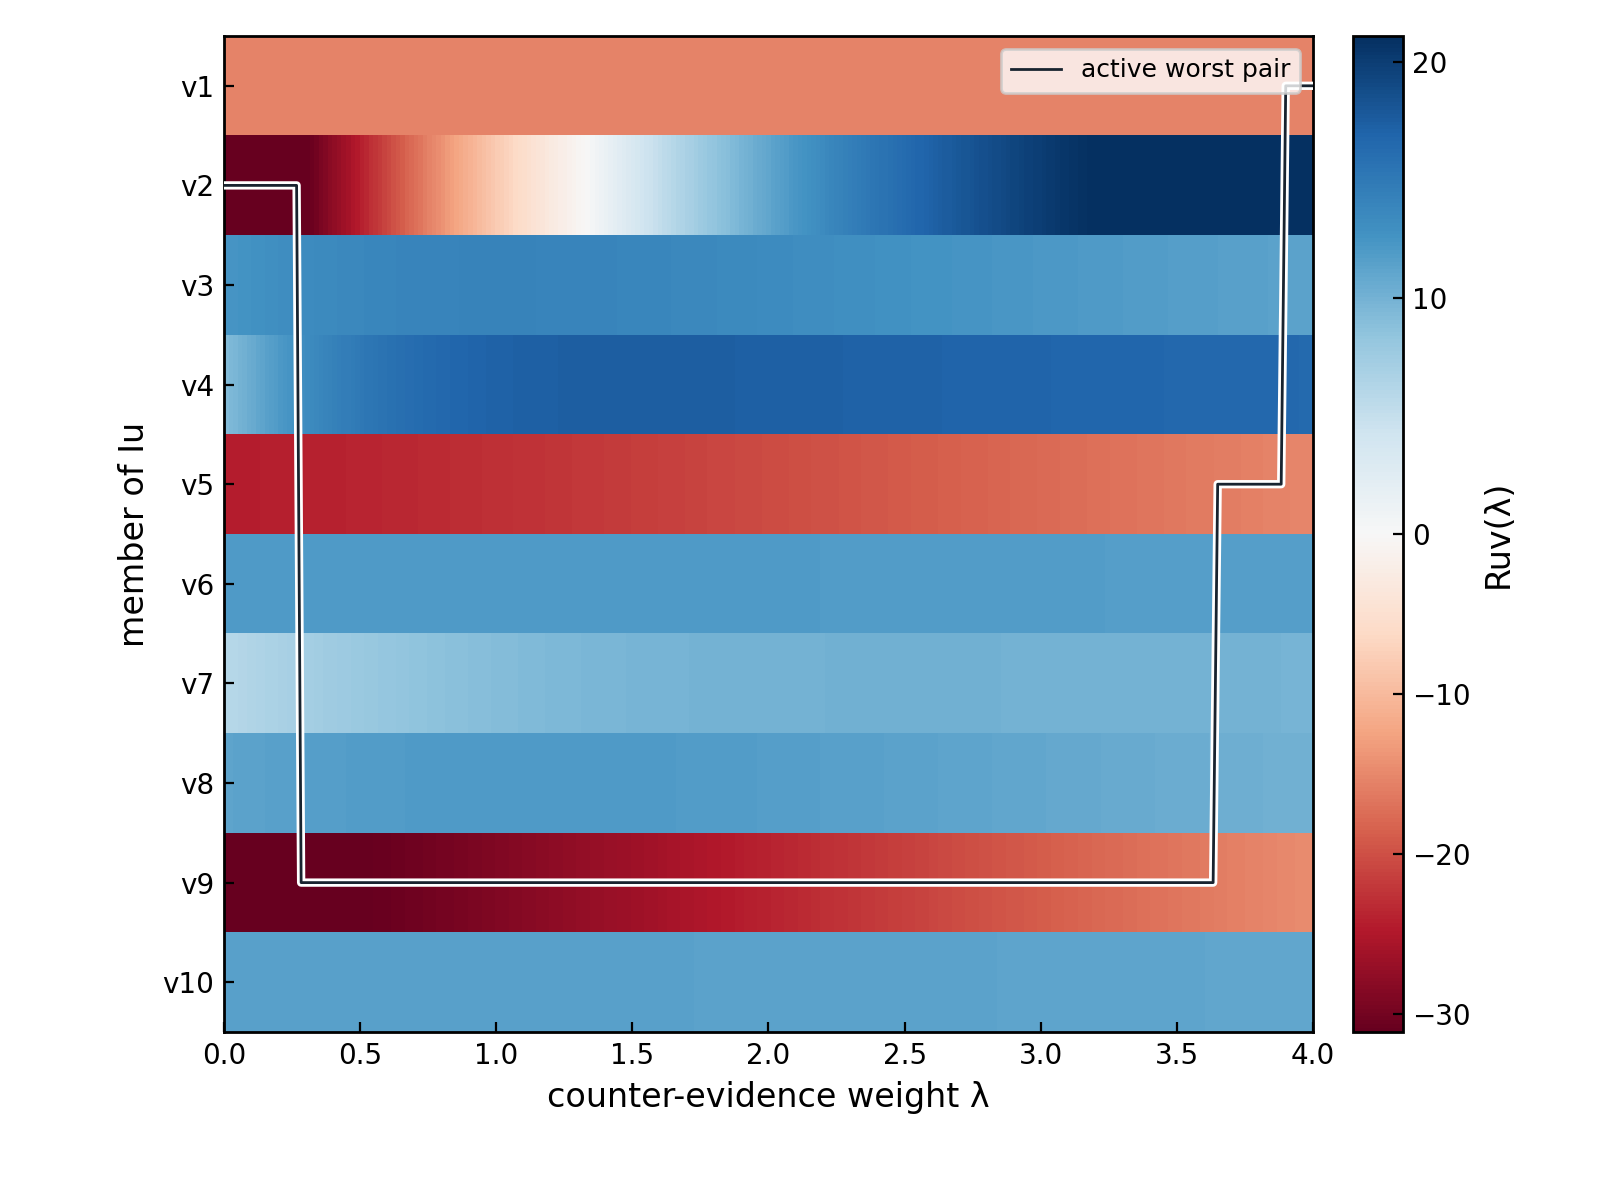 active worst pair
v1
v2
v3
v4
v5
v6
v7
v8
v9
v10
member of Iu
0.0 0.5 1.0 1.5 2.0 2.5 3.0 3.5 4.0
counter-evidence weight λ
20
10
0
−10
−20
−30
Ruv(λ)